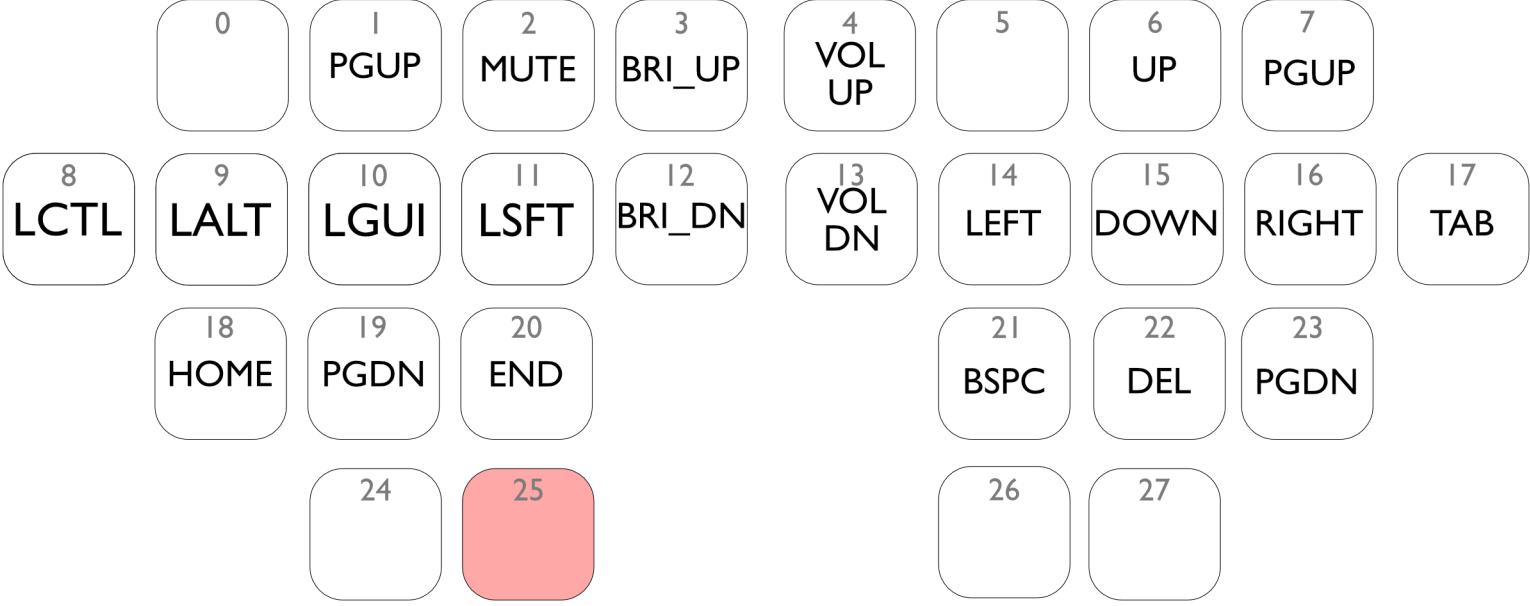 0
1
PGUP
2
MUTE
3
BRI_UP
4
VOL
UP
5
6
UP
7
PGUP
8
LCTL
9
LALT
10
LGUI
11
LSFT
12
BRI_DN
13
VOL
DN
14
LEFT
15
DOWN
16
RIGHT
17
TAB
18
HOME
19
PGDN
20
END
21
BSPC
22
DEL
23
PGDN
24
25
26
27